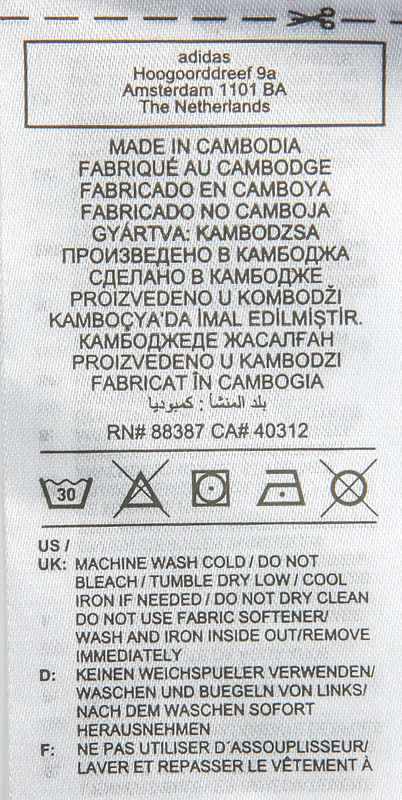 adidas
Hoogoorddreef 9a
Amsterdam 1101 BA
The Netherlands
MADE IN CAMBODIA
FABRIQUÉ AU CAMBODGE
FABRICADO EN CAMBOYA
FABRICADO NO CAMBOJA
GYÁRTVA: KAMBODZSA
ПРОИЗВЕДЕНО В КАМБОДЖА
СДЕЛАНО В КАМБОДЖЕ
PROIZVEDENO U KOMBODŽI
KAMBOÇYA'DA İMAL EDİLMİŞTİR.
КАМБОДЖЕДЕ ЖАСАЛҒАН
PROIZVEDENO U KAMBODZI
FABRICAT ÎN CAMBOGIA
بلد المنشأ : كمبوديا
RN# 88387 CA# 40312
30
US /
UK: MACHINE WASH COLD / DO NOT
BLEACH / TUMBLE DRY LOW / COOL
IRON IF NEEDED / DO NOT DRY CLEAN
DO NOT USE FABRIC SOFTENER/
WASH AND IRON INSIDE OUT/REMOVE
IMMEDIATELY
D: KEINEN WEICHSPUELER VERWENDEN/
WASCHEN UND BUEGELN VON LINKS/
NACH DEM WASCHEN SOFORT
HERAUSNEHMEN
F: NE PAS UTILISER D´ASSOUPLISSEUR/
LAVER ET REPASSER LE VÊTEMENT À